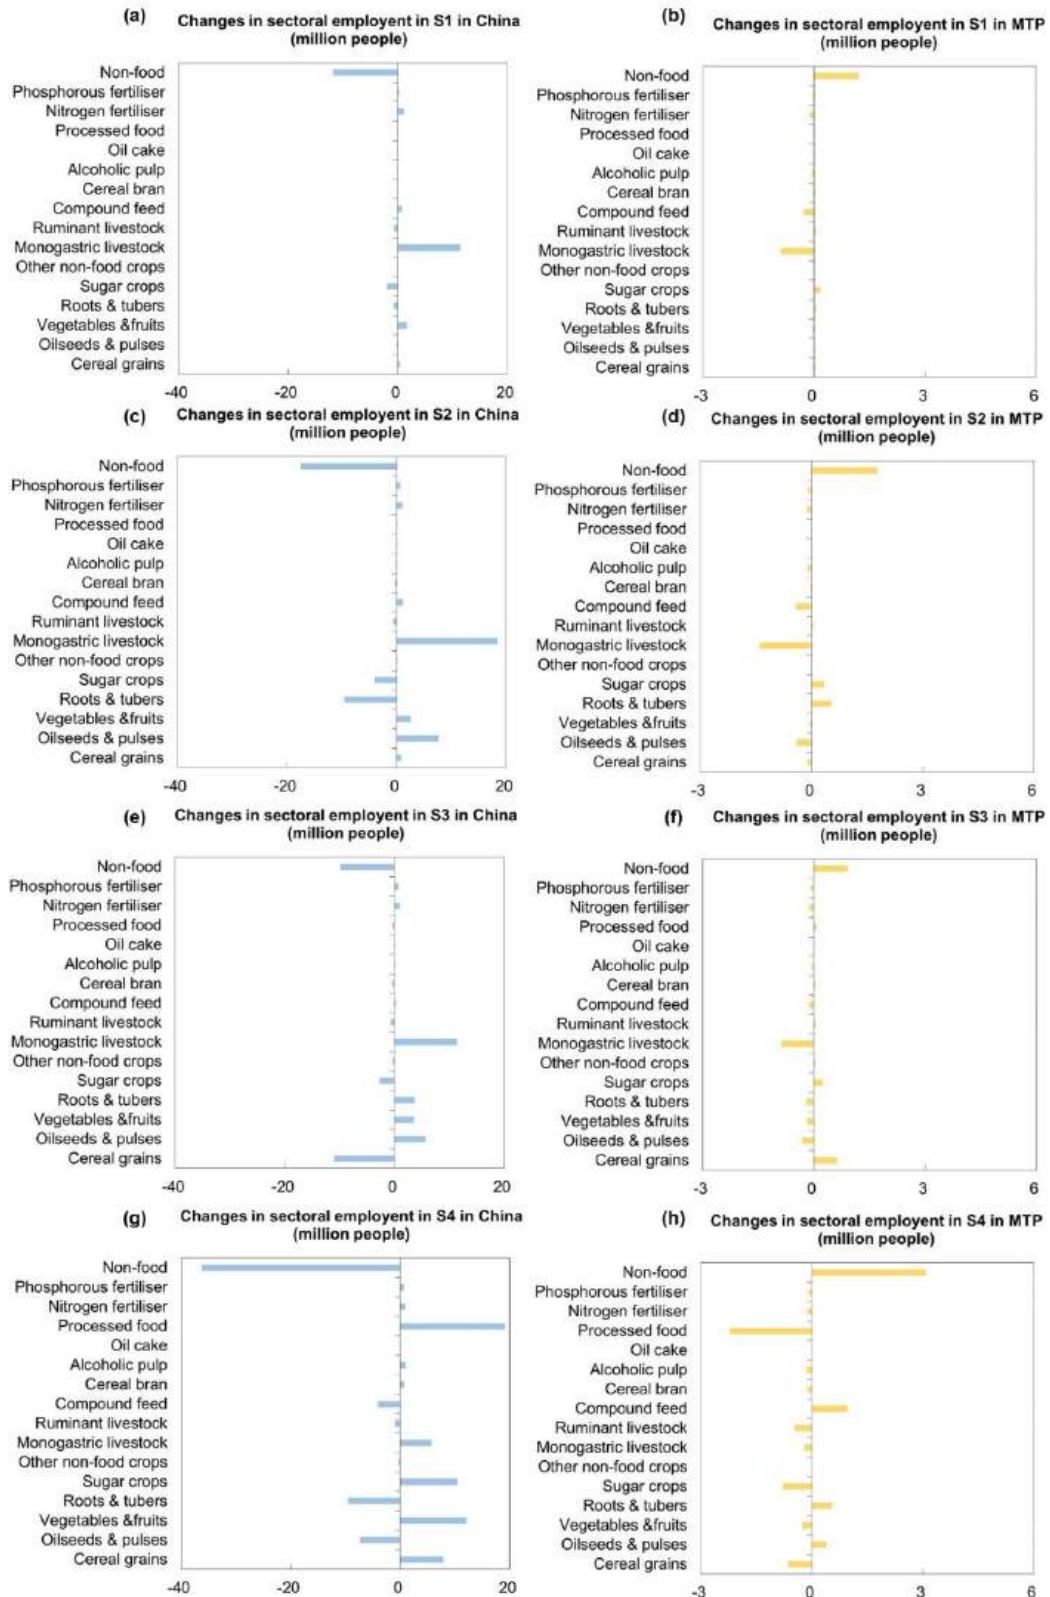 (a)
Changes in sectoral employent in S1 in China
(million people)
Non-food
Phosphorous fertiliser
Nitrogen fertiliser
Processed food
Oil cake
Alcoholic pulp
Cereal bran
Compound feed
Ruminant livestock
Monogastric livestock
Other non-food crops
Sugar crops
Roots & tubers
Vegetables &fruits
Oilseeds & pulses
Cereal grains
-40 -20 0 20
(b)
Changes in sectoral employent in S1 in MTP
(million people)
Non-food
Phosphorous fertiliser
Nitrogen fertiliser
Processed food
Oil cake
Alcoholic pulp
Cereal bran
Compound feed
Ruminant livestock
Monogastric livestock
Other non-food crops
Sugar crops
Roots & tubers
Vegetables &fruits
Oilseeds & pulses
Cereal grains
-3 0 3 6
(c)
Changes in sectoral employent in S2 in China
(million people)
Non-food
Phosphorous fertiliser
Nitrogen fertiliser
Processed food
Oil cake
Alcoholic pulp
Cereal bran
Compound feed
Ruminant livestock
Monogastric livestock
Other non-food crops
Sugar crops
Roots & tubers
Vegetables &fruits
Oilseeds & pulses
Cereal grains
-40 -20 0 20
(d)
Changes in sectoral employent in S2 in MTP
(million people)
Non-food
Phosphorous fertiliser
Nitrogen fertiliser
Processed food
Oil cake
Alcoholic pulp
Cereal bran
Compound feed
Ruminant livestock
Monogastric livestock
Other non-food crops
Sugar crops
Roots & tubers
Vegetables &fruits
Oilseeds & pulses
Cereal grains
-3 0 3 6
(e)
Changes in sectoral employent in S3 in China
(million people)
Non-food
Phosphorous fertiliser
Nitrogen fertiliser
Processed food
Oil cake
Alcoholic pulp
Cereal bran
Compound feed
Ruminant livestock
Monogastric livestock
Other non-food crops
Sugar crops
Roots & tubers
Vegetables &fruits
Oilseeds & pulses
Cereal grains
-40 -20 0 20
(f)
Changes in sectoral employent in S3 in MTP
(million people)
Non-food
Phosphorous fertiliser
Nitrogen fertiliser
Processed food
Oil cake
Alcoholic pulp
Cereal bran
Compound feed
Ruminant livestock
Monogastric livestock
Other non-food crops
Sugar crops
Roots & tubers
Vegetables &fruits
Oilseeds & pulses
Cereal grains
-3 0 3 6
(g)
Changes in sectoral employent in S4 in China
(million people)
Non-food
Phosphorous fertiliser
Nitrogen fertiliser
Processed food
Oil cake
Alcoholic pulp
Cereal bran
Compound feed
Ruminant livestock
Monogastric livestock
Other non-food crops
Sugar crops
Roots & tubers
Vegetables &fruits
Oilseeds & pulses
Cereal grains
-40 -20 0 20
(h)
Changes in sectoral employent in S4 in MTP
(million people)
Non-food
Phosphorous fertiliser
Nitrogen fertiliser
Processed food
Oil cake
Alcoholic pulp
Cereal bran
Compound feed
Ruminant livestock
Monogastric livestock
Other non-food crops
Sugar crops
Roots & tubers
Vegetables &fruits
Oilseeds & pulses
Cereal grains
-3 0 3 6